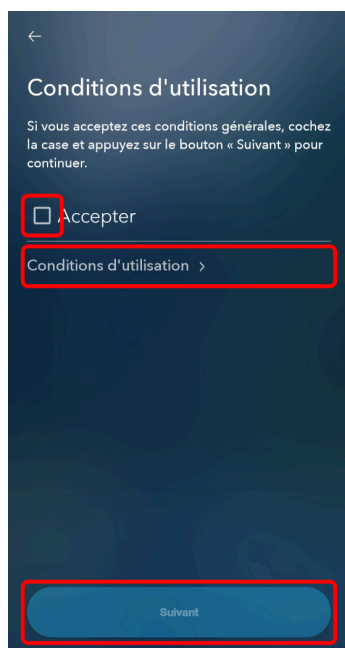 Conditions d'utilisation
Si vous acceptez ces conditions générales, cochez
la case et appuyez sur le bouton « Suivant » pour
continuer.
Accepter
Conditions d'utilisation >
Suivant